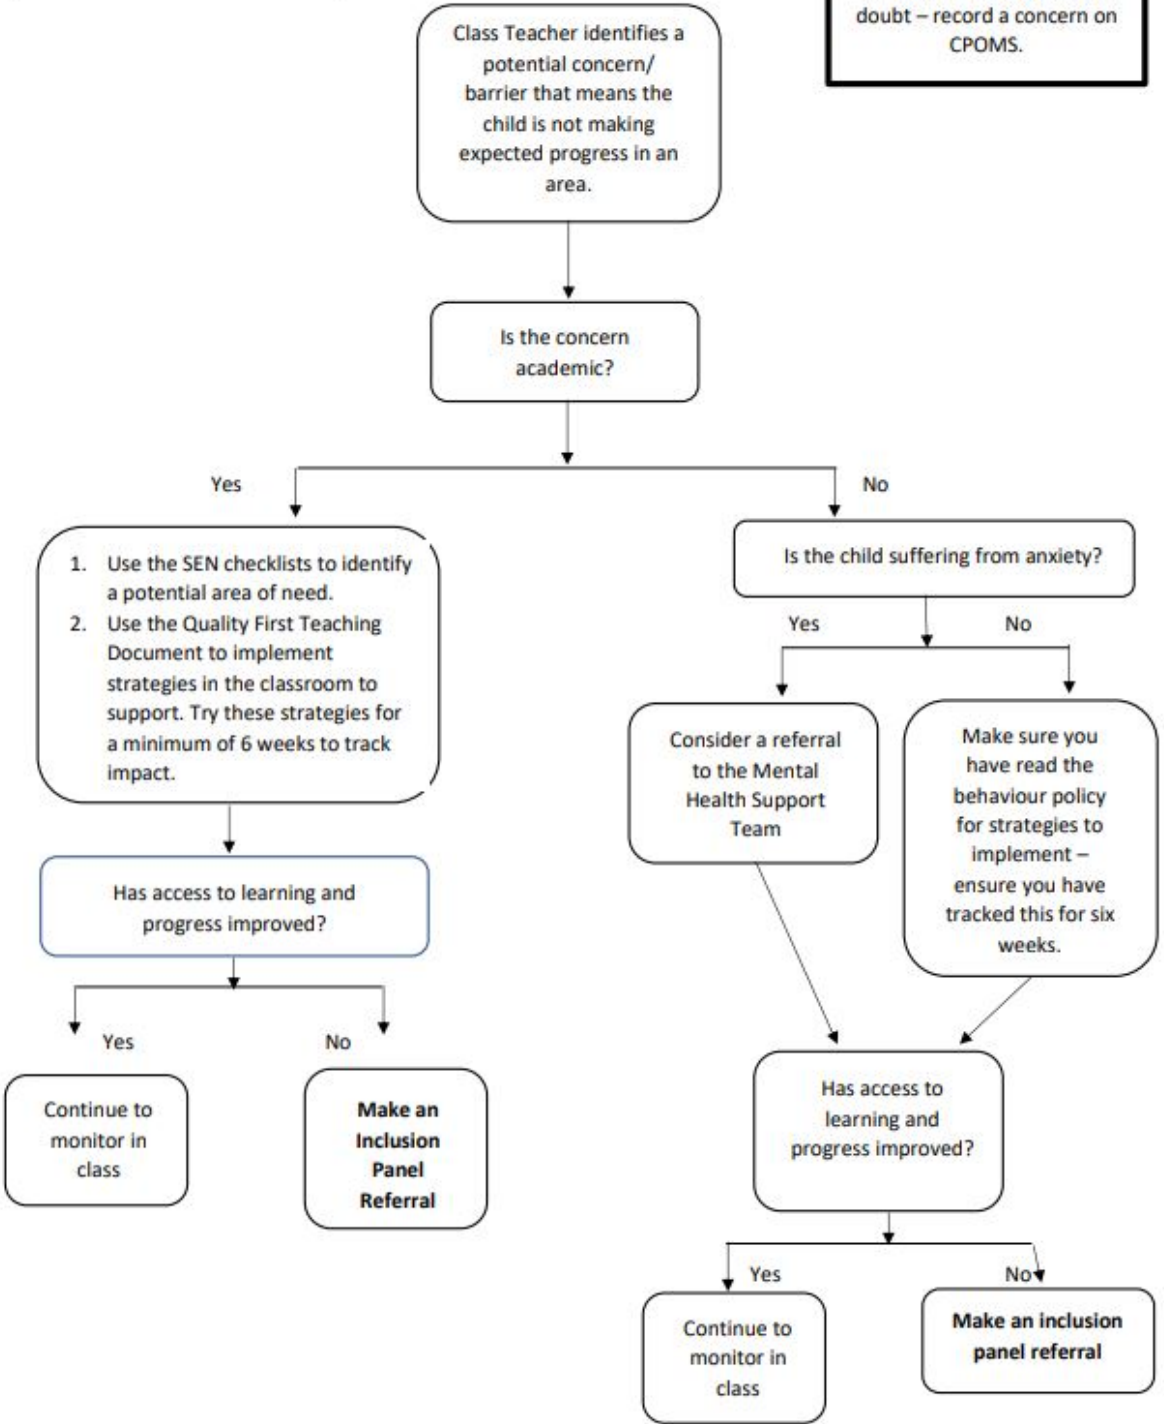 doubt – record a concern on
CPOMS.
Class Teacher identifies a
potential concern/
barrier that means the
child is not making
expected progress in an
area.
Is the concern
academic?
Yes
No
1. Use the SEN checklists to identify
a potential area of need.
2. Use the Quality First Teaching
Document to implement
strategies in the classroom to
support. Try these strategies for
a minimum of 6 weeks to track
impact.
Is the child suffering from anxiety?
Yes
No
Consider a referral
to the Mental
Health Support
Team
Make sure you
have read the
behaviour policy
for strategies to
implement –
ensure you have
tracked this for six
weeks.
Has access to learning and
progress improved?
Yes
No
Continue to
monitor in
class
Make an
Inclusion
Panel
Referral
Has access to
learning and
progress improved?
Yes
No
Continue to
monitor in
class
Make an inclusion
panel referral